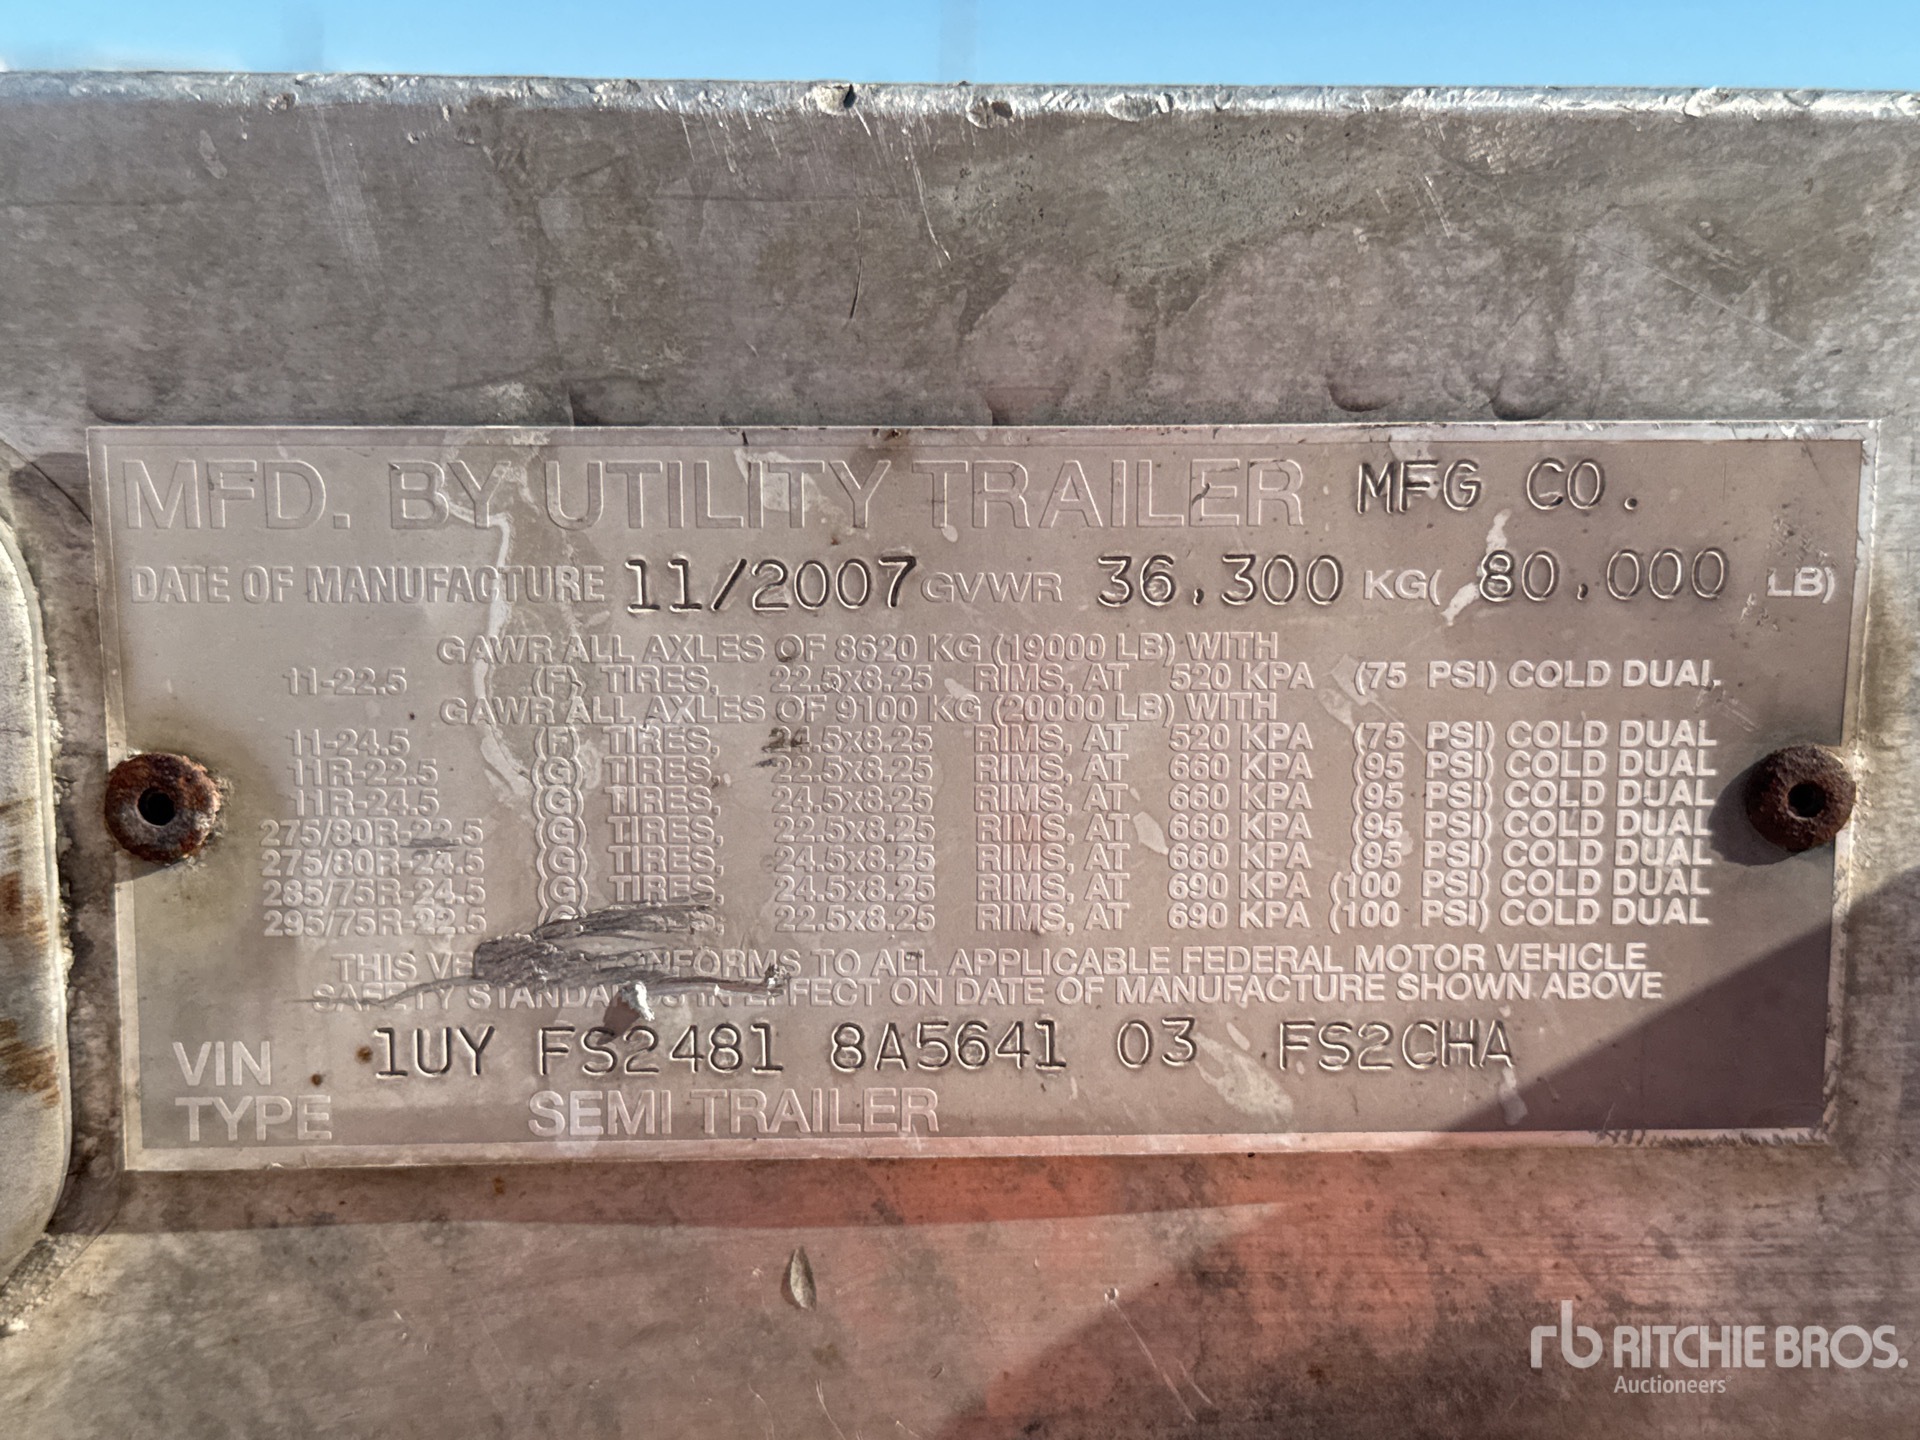 MFD. BY UTILITY TRAILER MFG CO.
DATE OF MANUFACTURE 11/2007 GVWR 36,300 KG( 80,000 LB)
GAWR ALL AXLES OF 8620 KG (19000 LB) WITH
11-22.5 (F) TIRES, 22.5x8.25 RIMS, AT 520 KPA (75 PSI) COLD DUAL
GAWR ALL AXLES OF 9100 KG (20000 LB) WITH
11-24.5 (F) TIRES, 24.5x8.25 RIMS, AT 520 KPA (75 PSI) COLD DUAL
11R-22.5 (G) TIRES, 22.5x8.25 RIMS, AT 660 KPA (95 PSI) COLD DUAL
11R-24.5 (G) TIRES, 24.5x8.25 RIMS, AT 660 KPA (95 PSI) COLD DUAL
275/80R-22.5 (G) TIRES, 22.5x8.25 RIMS, AT 660 KPA (95 PSI) COLD DUAL
275/80R-24.5 (G) TIRES, 24.5x8.25 RIMS, AT 660 KPA (95 PSI) COLD DUAL
285/75R-24.5 (G) TIRES, 24.5x8.25 RIMS, AT 690 KPA (100 PSI) COLD DUAL
295/75R-22.5 (G) TIRES, 22.5x8.25 RIMS, AT 690 KPA (100 PSI) COLD DUAL
THIS CONFORMS TO ALL APPLICABLE FEDERAL MOTOR VEHICLE
SAFETY STANDARDS IN EFFECT ON DATE OF MANUFACTURE SHOWN ABOVE
VIN 1UY FS2481 8A5641 03 FS2CHA
TYPE SEMI TRAILER
rb RITCHIE BROS.
Auctioneers